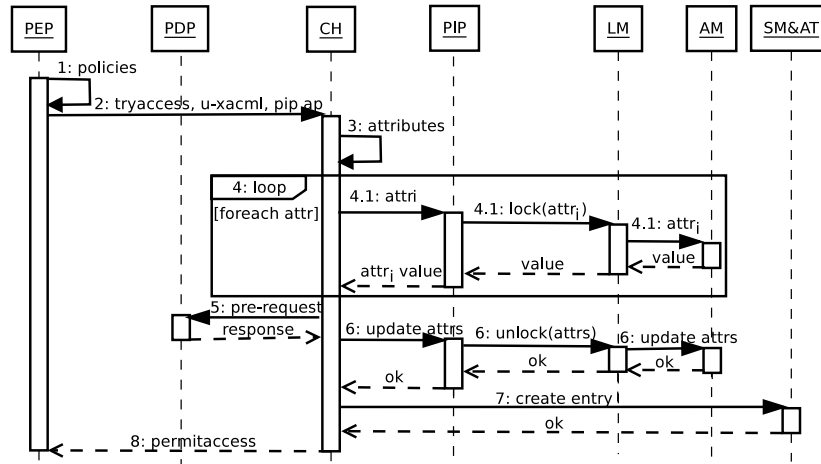 PEP PDP CH PIP LM AM SM&AT
1: policies
2: tryaccess, u-xacml, pip ap
3: attributes
4: loop
[foreach attr]
4.1: attri
4.1: lock(attri)
4.1: attri
value
value
attri value
5: pre-request
response
6: update attrs
6: unlock(attrs)
6: update attrs
ok
ok
ok
7: create entry
ok
8: permitaccess